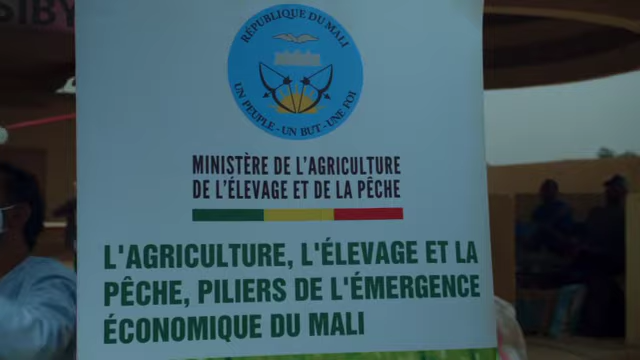 SIBY
RÉPUBLIQUE DU MALI
UN PEUPLE - UN BUT - UNE FOI
MINISTÈRE DE L'AGRICULTURE
DE L'ÉLEVAGE ET DE LA PÊCHE
L'AGRICULTURE, L'ÉLEVAGE ET LA
PÊCHE, PILIERS DE L'ÉMERGENCE
ÉCONOMIQUE DU MALI